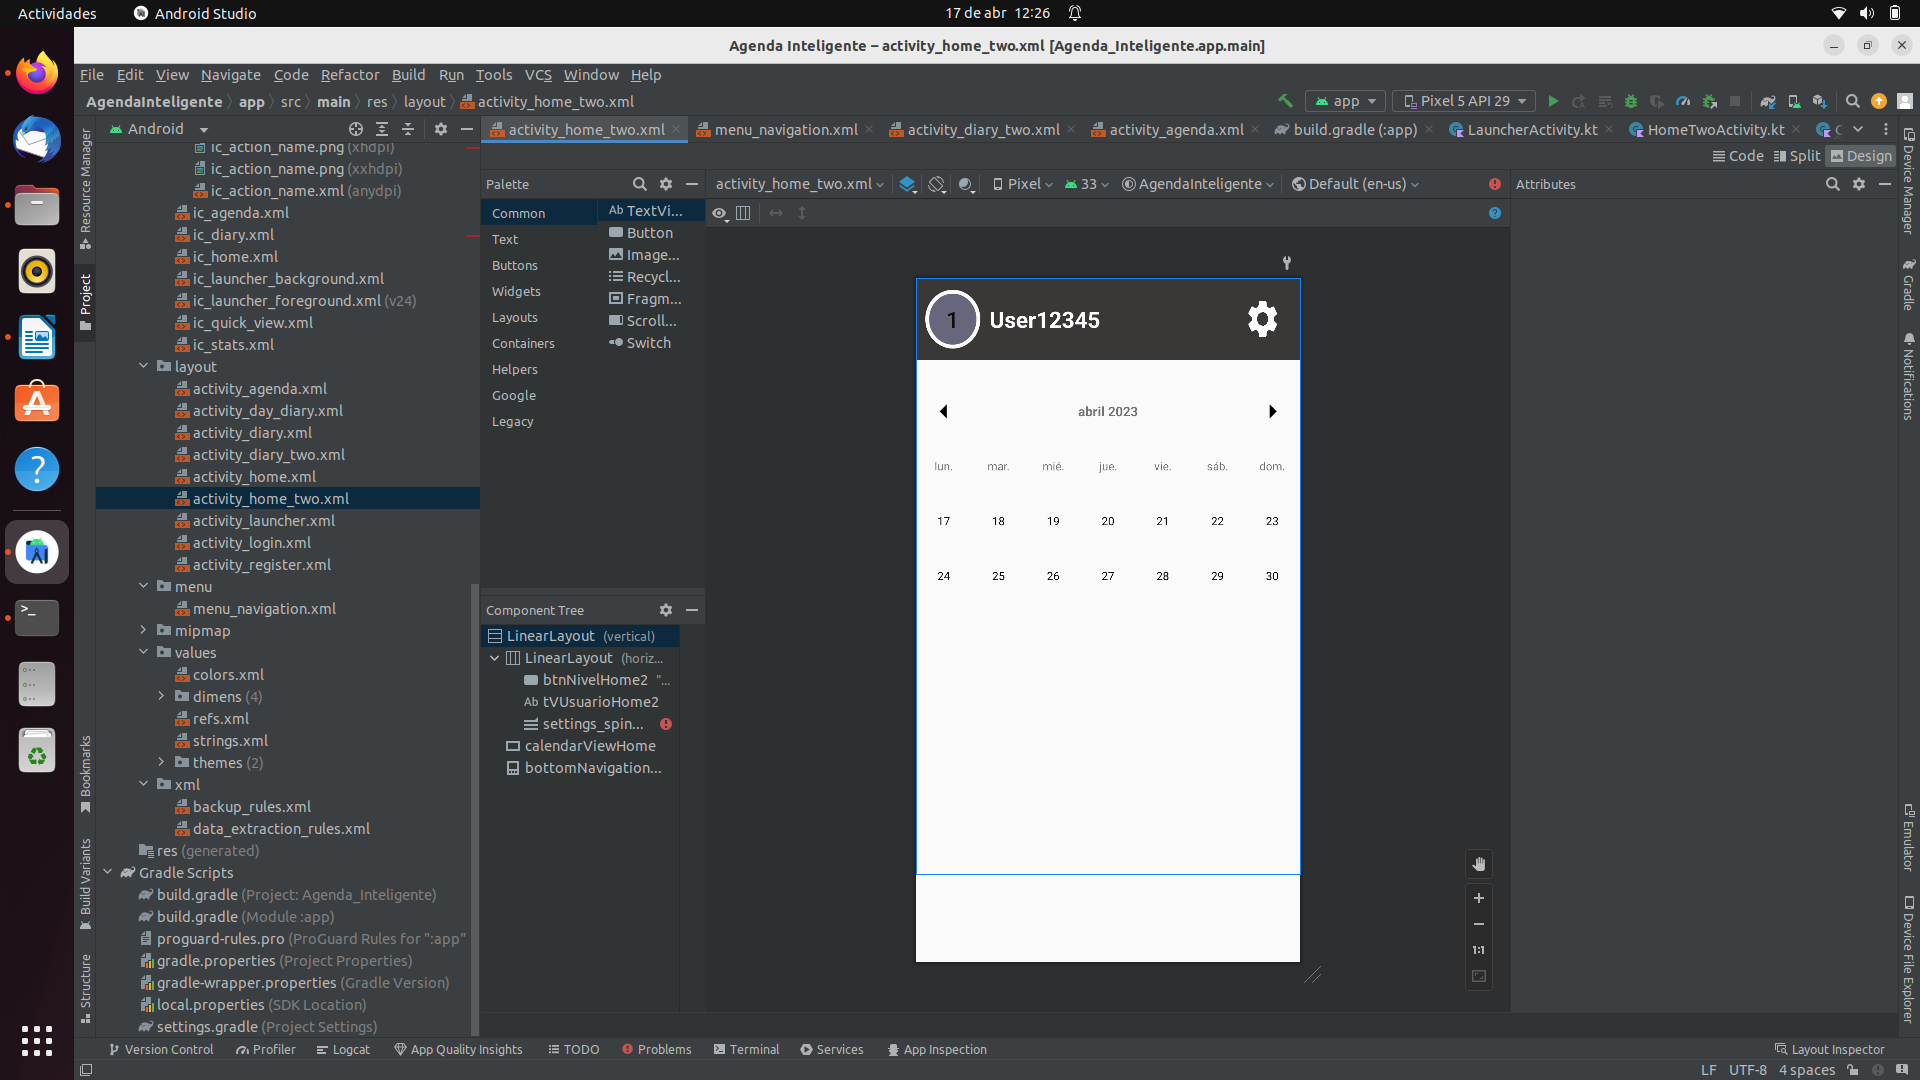 Actividades
Android Studio
17 de abr 12:26
Agenda Inteligente – activity_home_two.xml [Agenda_Inteligente.app.main]
File Edit View Navigate Code Refactor Build Run Tools VCS Window Help
AgendaInteligente app src main res layout activity_home_two.xml
app
Pixel 5 API 29
Android
activity_home_two.xml
menu_navigation.xml
activity_diary_two.xml
activity_agenda.xml
build.gradle (:app)
LauncherActivity.kt
HomeTwoActivity.kt
Code
Split
Design
Resource Manager
Project
Bookmarks
Build Variants
Structure
ic_action_name.png (xhdpi)
ic_action_name.png (xxhdpi)
ic_action_name.xml (anydpi)
ic_agenda.xml
ic_diary.xml
ic_home.xml
ic_launcher_background.xml
ic_launcher_foreground.xml (v24)
ic_quick_view.xml
ic_stats.xml
layout
activity_agenda.xml
activity_day_diary.xml
activity_diary.xml
activity_diary_two.xml
activity_home.xml
activity_home_two.xml
activity_launcher.xml
activity_login.xml
activity_register.xml
menu
menu_navigation.xml
mipmap
values
colors.xml
dimens (4)
refs.xml
strings.xml
themes (2)
xml
backup_rules.xml
data_extraction_rules.xml
res (generated)
Gradle Scripts
build.gradle (Project: Agenda_Inteligente)
build.gradle (Module :app)
proguard-rules.pro (ProGuard Rules for ":app"
gradle.properties (Project Properties)
gradle-wrapper.properties (Gradle Version)
local.properties (SDK Location)
settings.gradle (Project Settings)
Palette
Common
Text
Buttons
Widgets
Layouts
Containers
Helpers
Google
Legacy
Ab TextVi...
Button
Image...
Recycl...
Fragm...
Scroll...
Switch
Component Tree
LinearLayout (vertical)
LinearLayout (horiz...
btnNivelHome2 "...
Ab tVUsuarioHome2
settings_spin...
calendarViewHome
bottomNavigation...
activity_home_two.xml
Pixel
33
AgendaInteligente
Default (en-us)
1 User12345
abril 2023
lun. mar. mié. jue. vie. sáb. dom.
17 18 19 20 21 22 23
24 25 26 27 28 29 30
1:1
Attributes
Device Manager
Gradle
Notifications
Emulator
Device File Explorer
Version Control
Profiler
Logcat
App Quality Insights
TODO
Problems
Terminal
Services
App Inspection
Layout Inspector
LF UTF-8 4 spaces